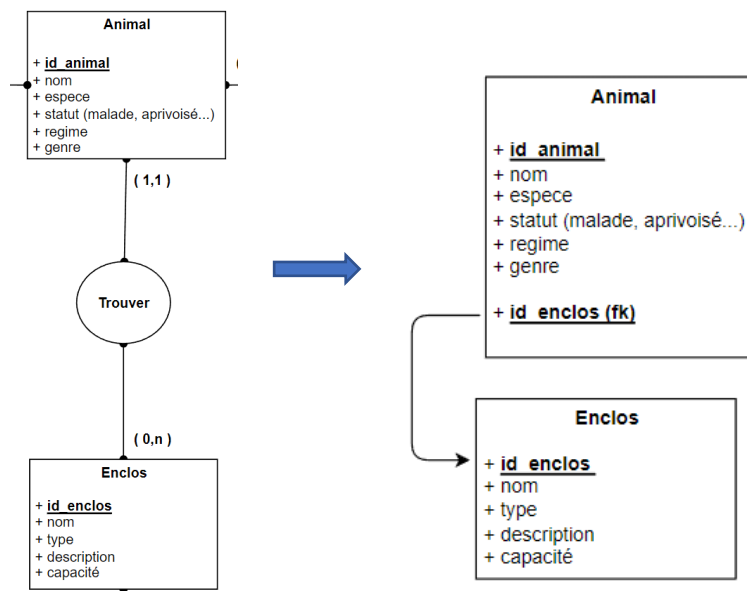 Animal
+ id_animal
+ nom
+ espece
+ statut (malade, aprivoisé...)
+ regime
+ genre
(
( 1,1 )
Trouver
( 0,n )
Enclos
+ id_enclos
+ nom
+ type
+ description
+ capacité
Animal
+ id_animal
+ nom
+ espece
+ statut (malade, aprivoisé...)
+ regime
+ genre
+ id_enclos (fk)
Enclos
+ id_enclos
+ nom
+ type
+ description
+ capacité